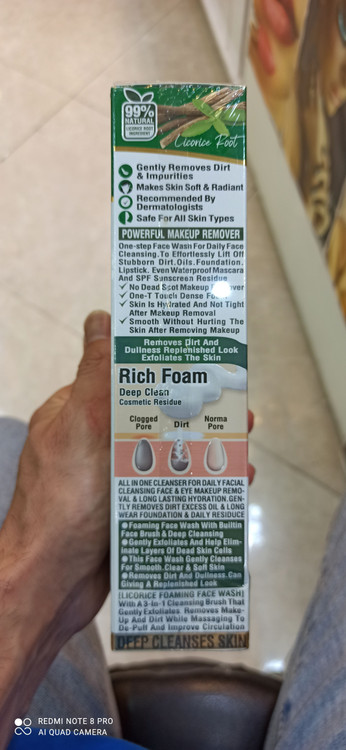 99%
NATURAL
LICORICE ROOT
INGREDIENT
Licorice Root
Gently Removes Dirt
& Impurities
Makes Skin Soft & Radiant
Recommended By
Dermatologists
Safe For All Skin Types
POWERFUL MAKEUP REMOVER
One-step Face Wash For Daily Face
Cleansing. To Effortlessly Lift Off
Stubborn Dirt. Oils. Foundation.
Lipstick. Even Waterproof Mascara
And SPF Sunscreen Residue
No Dead Spot Makeup Remover
One-T Touch Dense Fo
Skin Is Hydrated And Not Tight
After Makeup Removal
Smooth Without Hurting The
Skin After Removing Makeup
Removes Dirt And
Dullness Replenished Look
Exfoliates The Skin
Rich Foam
Deep Clean
Cosmetic Residue
Clogged
Pore
Dirt
Norma
Pore
ALL IN ONE CLEANSER FOR DAILY FACIAL
CLEANSING FACE & EYE MAKEUP REMO-
VAL & LONG LASTING HYDRATION. GEN-
TLY REMOVES DIRT EXCESS OIL & LONG
WEAR FOUNDATION & DAILY RESIDUCE
Foaming Face Wash With Builtin
Face Brush & Deep Cleansing
Gently Exfoliates And Help Elim-
inate Layers Of Dead Skin Cells
This Face Wash Gently Cleanses
For Smooth. Clear & Soft Skin
Removes Dirt And Dullness. Can
Giving A Replenished Look
[LICORICE FOAMING FACE WASH]
With A 3-In-1 Cleansing Brush That
Gently Exfoliates Removes Make-
Up And Dirt While Massaging To
De-Puff And Improve Circulation
DEEP CLEANSES SKIN
REDMI NOTE 8 PRO
AI QUAD CAMERA